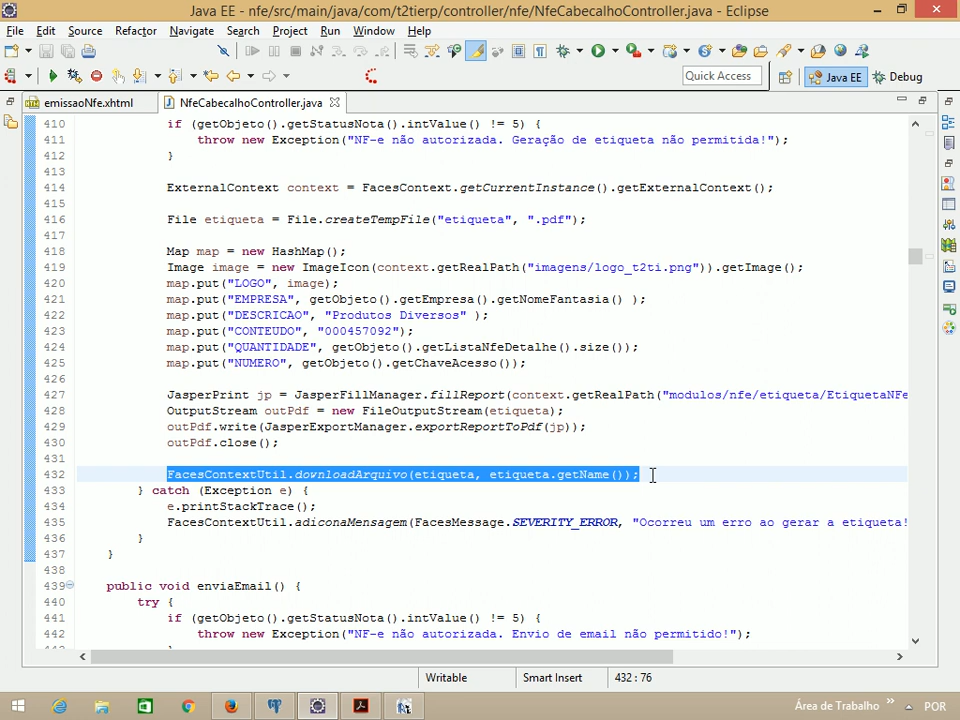 Java EE - nfe/src/main/java/com/t2tierp/controller/nfe/NfeCabecalhoController.java - Eclipse
File Edit Source Refactor Navigate Search Project Run Window Help
Quick Access
Java EE
Debug
emissaoNfe.xhtml
NfeCabecalhoController.java
410 if (getObjeto().getStatusNota().intValue() != 5) {
411 throw new Exception("NF-e não autorizada. Geração de etiqueta não permitida!");
412 }
413
414 ExternalContext context = FacesContext.getCurrentInstance().getExternalContext();
415
416 File etiqueta = File.createTempFile("etiqueta", ".pdf");
417
418 Map map = new HashMap();
419 Image image = new ImageIcon(context.getRealPath("imagens/logo_t2ti.png")).getImage();
420 map.put("LOGO", image);
421 map.put("EMPRESA", getObjeto().getEmpresa().getNomeFantasia() );
422 map.put("DESCRICAO", "Produtos Diversos" );
423 map.put("CONTEUDO", "000457092");
424 map.put("QUANTIDADE", getObjeto().getListaNfeDetalhe().size());
425 map.put("NUMERO", getObjeto().getChaveAcesso());
426
427 JasperPrint jp = JasperFillManager.fillReport(context.getRealPath("modulos/nfe/etiqueta/EtiquetaNFe
428 OutputStream outPdf = new FileOutputStream(etiqueta);
429 outPdf.write(JasperExportManager.exportReportToPdf(jp));
430 outPdf.close();
431
432 FacesContextUtil.downloadArquivo(etiqueta, etiqueta.getName());
433 } catch (Exception e) {
434 e.printStackTrace();
435 FacesContextUtil.adiconaMensagem(FacesMessage.SEVERITY_ERROR, "Ocorreu um erro ao gerar a etiqueta!
436 }
437 }
438
439 public void enviaEmail() {
440 try {
441 if (getObjeto().getStatusNota().intValue() != 5) {
442 throw new Exception("NF-e não autorizada. Envio de email não permitido!");
Writable
Smart Insert
432 : 76
Área de Trabalho
POR